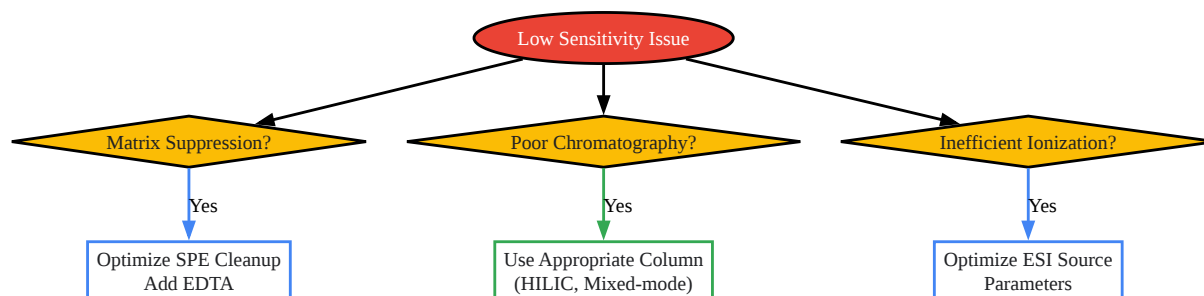 Low Sensitivity Issue
Matrix Suppression?
Poor Chromatography?
Inefficient Ionization?
Yes
Yes
Yes
Optimize SPE Cleanup
Add EDTA
Use Appropriate Column
(HILIC, Mixed-mode)
Optimize ESI Source
Parameters